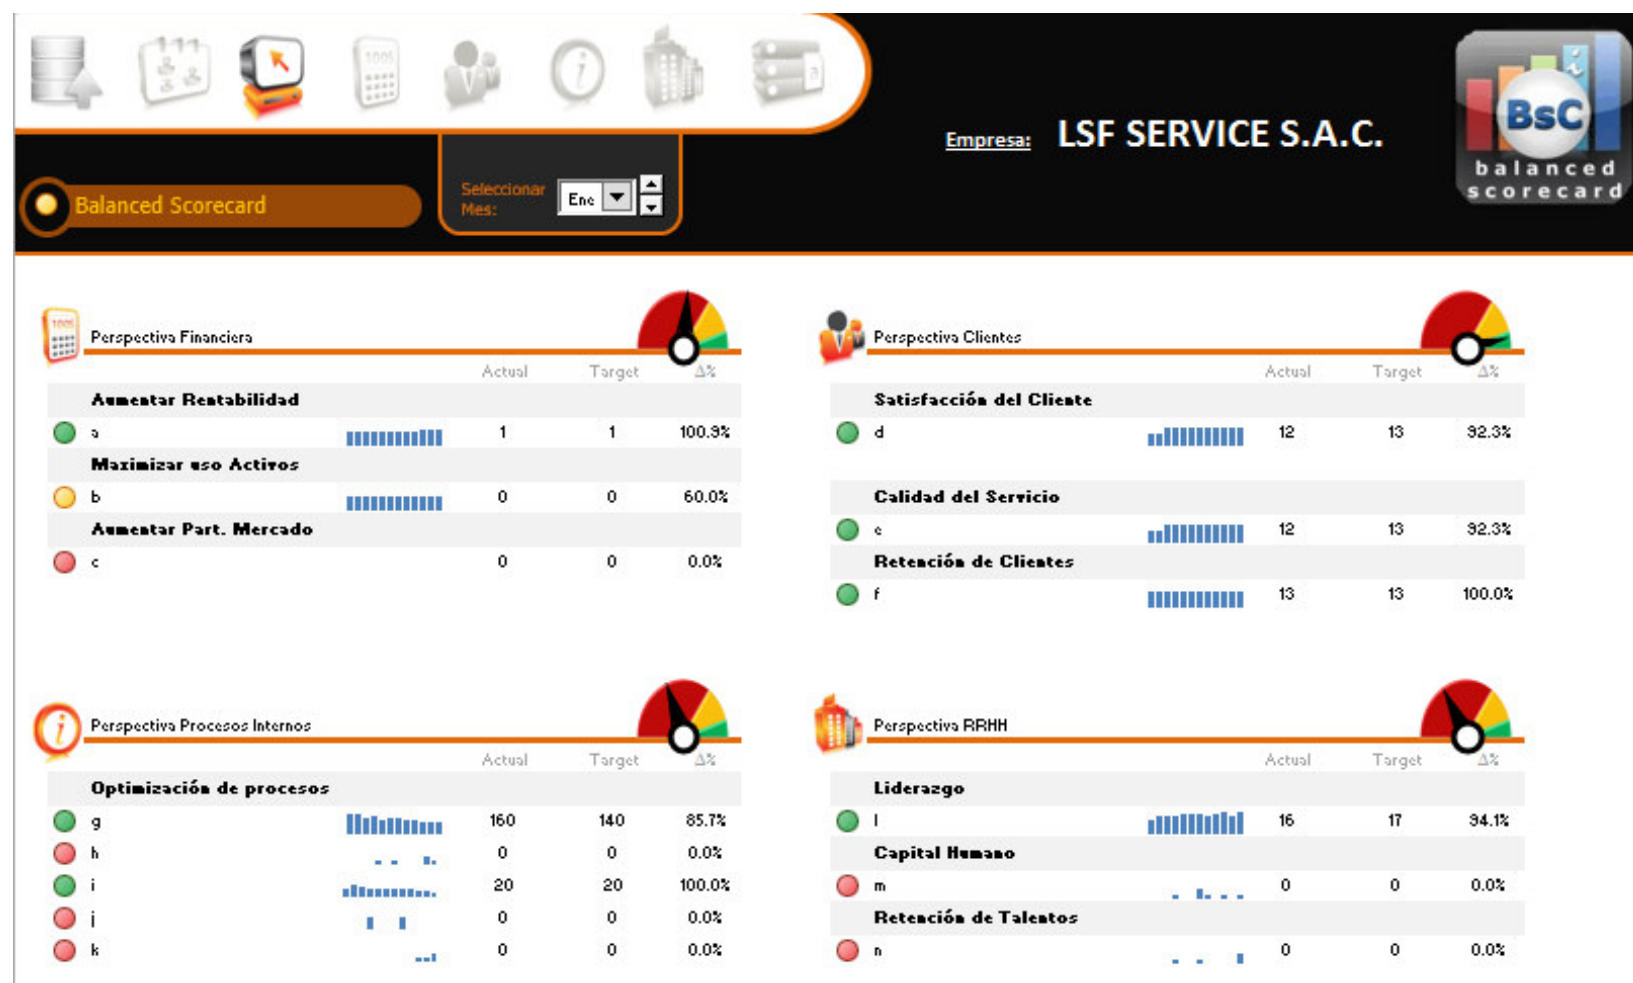 1005
i
a
Empresa: LSF SERVICE S.A.C.
BsC
balanced
scorecard
Balanced Scorecard
Seleccionar
Mes:
Ene
Perspectiva Financiera
Actual Target Δ%
Aumentar Rentabilidad
a 1 1 100.9%
Maximizar uso Activos
b 0 0 60.0%
Aumentar Part. Mercado
c 0 0 0.0%
Perspectiva Clientes
Actual Target Δ%
Satisfacción del Cliente
d 12 13 92.3%
Calidad del Servicio
e 12 13 92.3%
Retención de Clientes
f 13 13 100.0%
Perspectiva Procesos Internos
Actual Target Δ%
Optimización de procesos
g 160 140 85.7%
h 0 0 0.0%
i 20 20 100.0%
j 0 0 0.0%
k 0 0 0.0%
Perspectiva RRHH
Actual Target Δ%
Liderazgo
l 16 17 94.1%
Capital Humano
m 0 0 0.0%
Retención de Talentos
n 0 0 0.0%